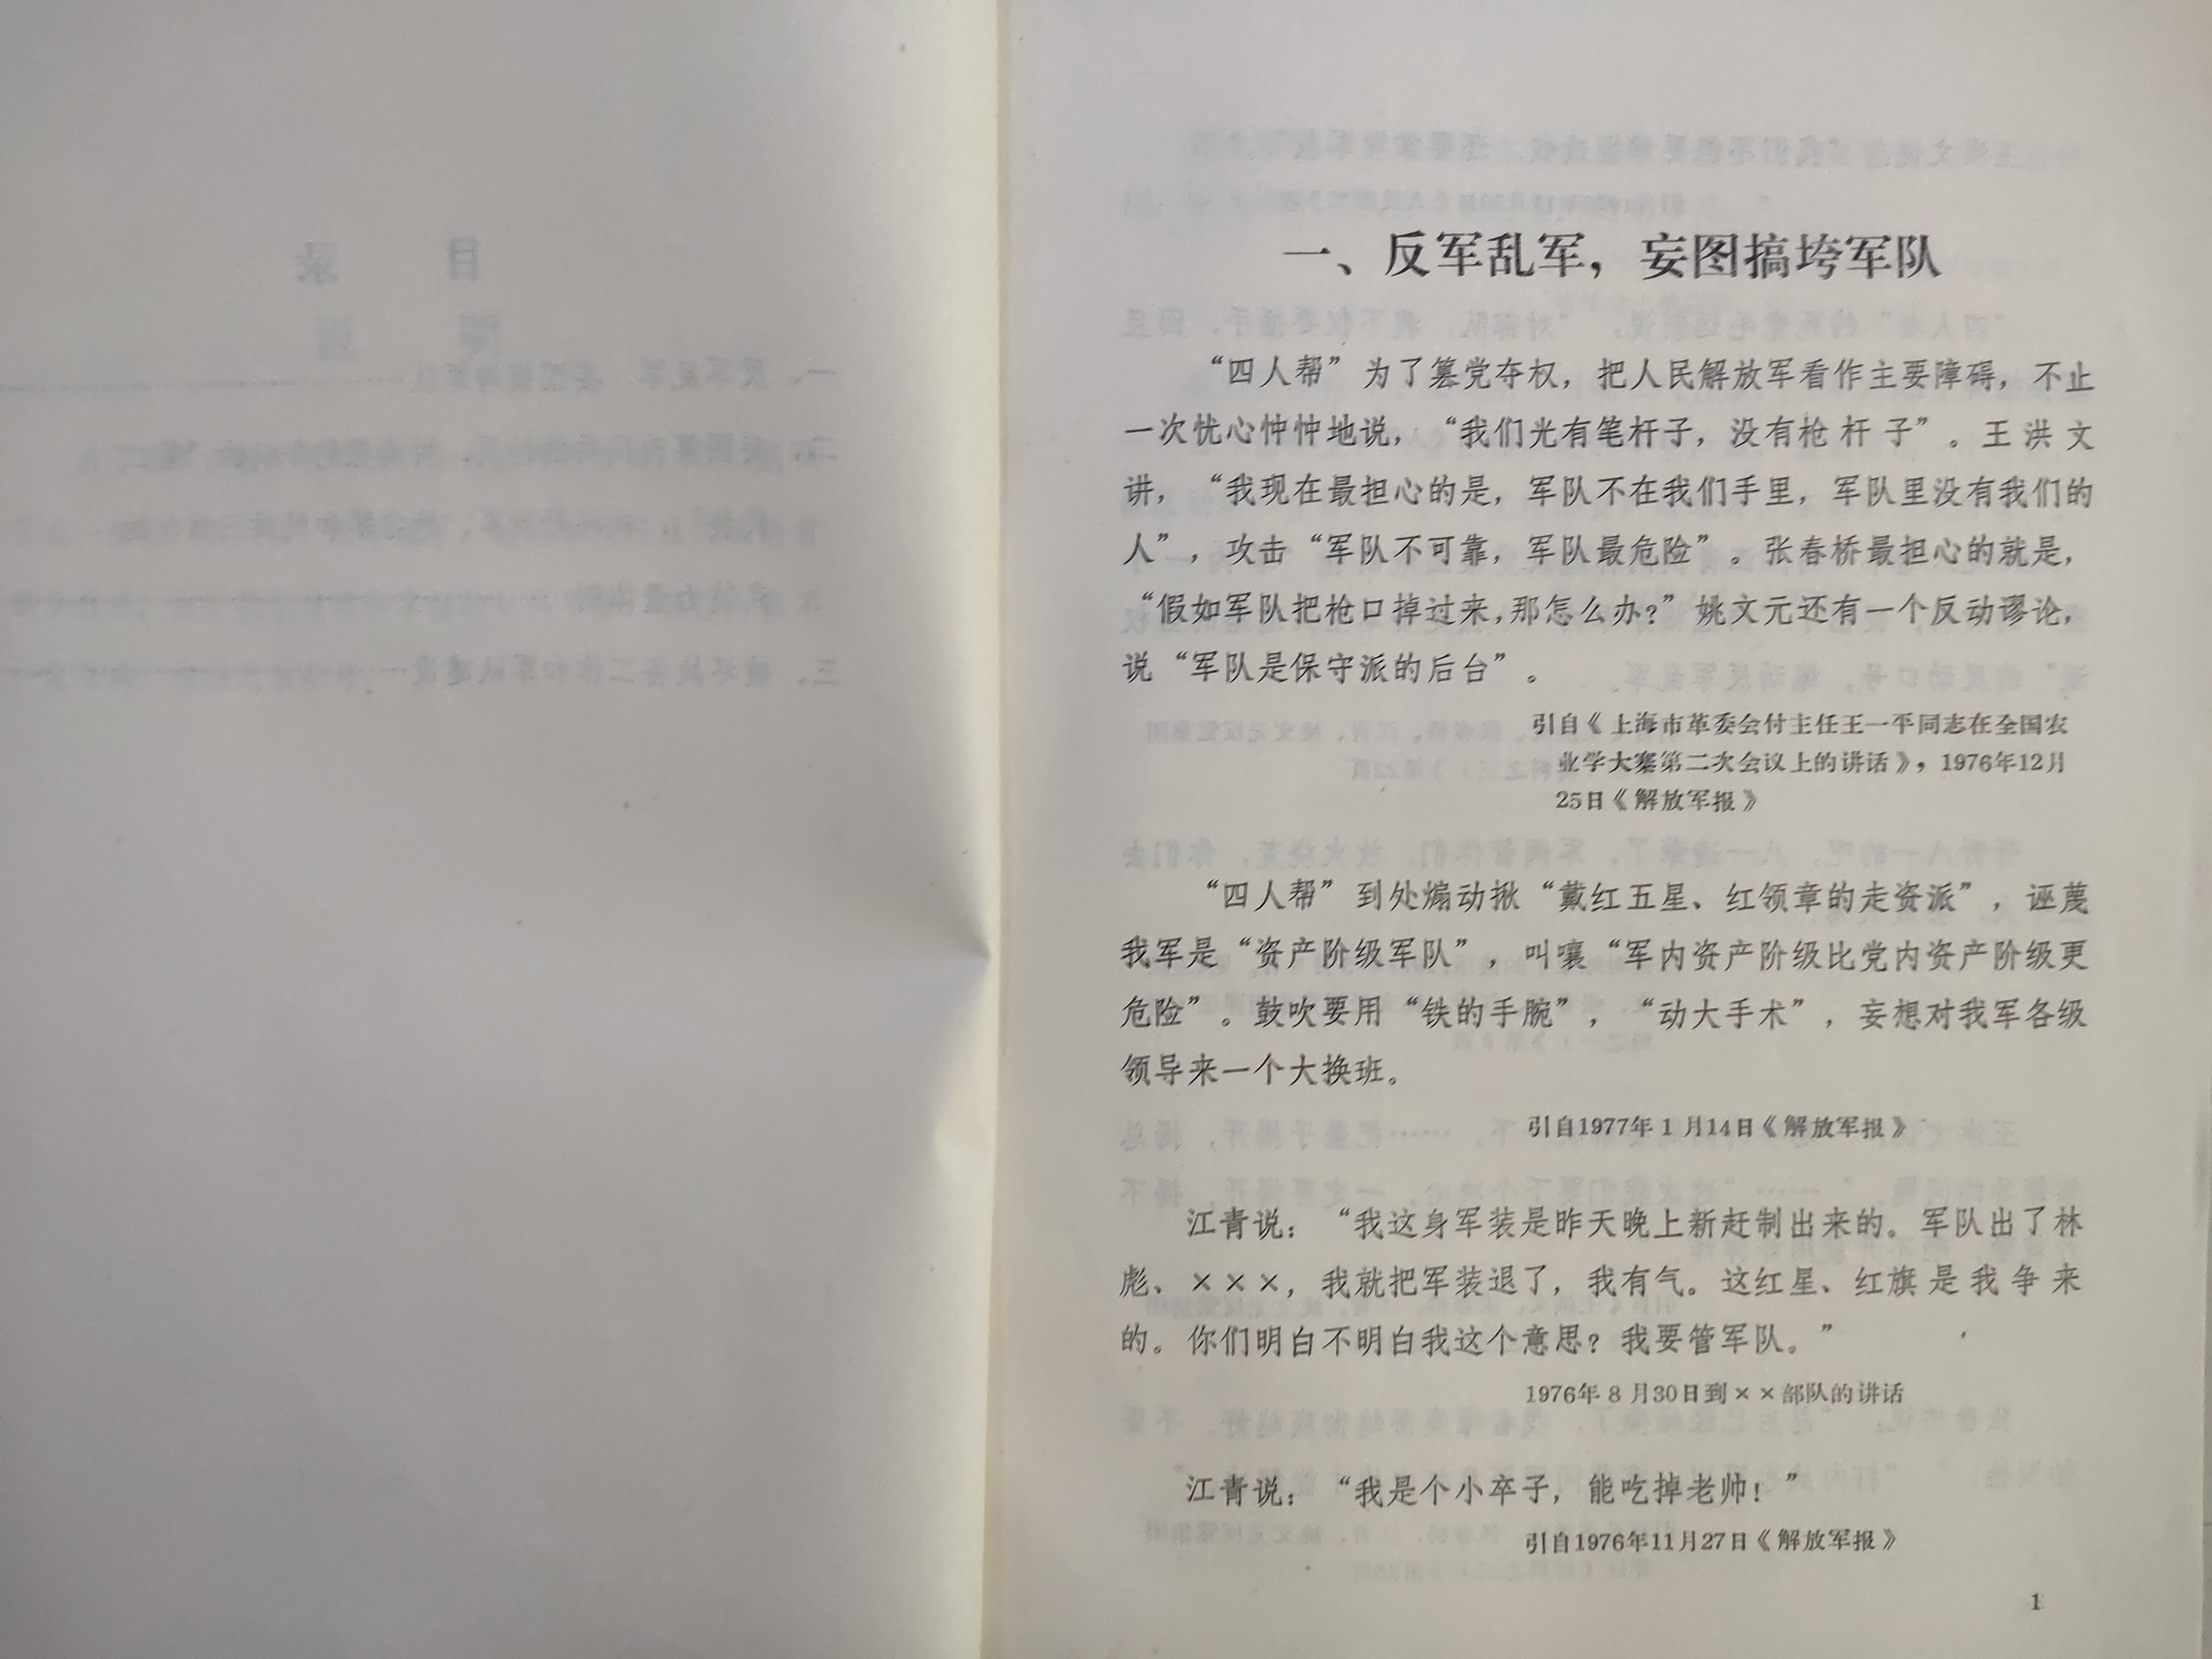 一、反军乱军，妄图搞垮军队
“四人帮”为了篡党夺权，把人民解放军看作主要障碍，不止
一次忧心忡忡地说，“我们光有笔杆子，没有枪杆子”。王洪文
讲，“我现在最担心的是，军队不在我们手里，军队里没有我们的
人”，攻击“军队不可靠，军队最危险”。张春桥最担心的就是，
“假如军队把枪口掉过来，那怎么办？”姚文元还有一个反动谬论，
说“军队是保守派的后台”。
引自《上海市革委会付主任王一平同志在全国农
业学大寨第二次会议上的讲话》，1976年12月
25日《解放军报》
“四人帮”到处煽动揪“戴红五星、红领章的走资派”，诬蔑
我军是“资产阶级军队”，叫嚷“军内资产阶级比党内资产阶级更
危险”。鼓吹要用“铁的手腕”，“动大手术”，妄想对我军各级
领导来一个大换班。
引自1977年1月14日《解放军报》
江青说：“我这身军装是昨天晚上新赶制出来的。军队出了林
彪、×××，我就把军装退了，我有气。这红星、红旗是我争来
的。你们明白不明白我这个意思？我要管军队。”
1976年8月30日到××部队的讲话
江青说：“我是个小卒子，能吃掉老帅！”
引自1976年11月27日《解放军报》
1